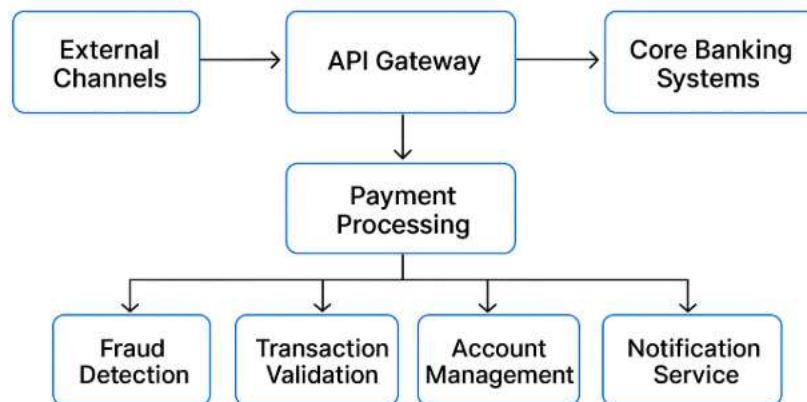 External
Channels
API Gateway
Core Banking
Systems
Payment
Processing
Fraud
Detection
Transaction
Validation
Account
Management
Notification
Service